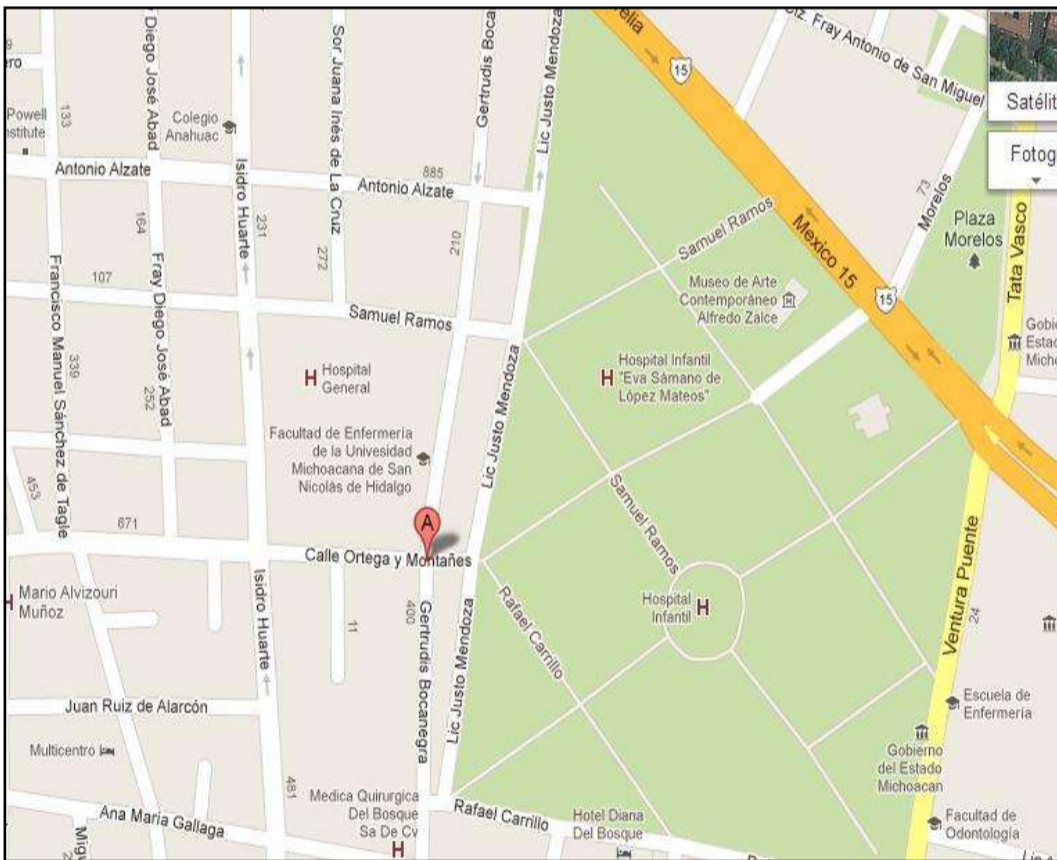 elia
15
iz. Fray Antonio de San Miguel
Satélit
Fotog
Diego José Abad
Sor Juana Inés de La Cruz
Gertrudis Boca
Lic Justo Mendoza
ero
133
Powell
nstitute
Colegio
Anahuac
Isidro Huarte
Antonio Alzate
885
Antonio Alzate
73
Morelos
Plaza
Morelos
Tata Vasco
164
231
272
210
Samuel Ramos
Mexico 15
107
Fray Diego José Abad
Francisco Manuel Sánchez de Tagle
Samuel Ramos
Museo de Arte
Contemporáneo
Alfredo Zalce
15
Gobi
Estad
Mich
339
252
H Hospital
General
Lic Justo Mendoza
H Hospital Infantil
"Eva Sámano de
López Mateos"
Facultad de Enfermería
de la Univesidad
Michoacana de San
Nicolás de Hidalgo
453
671
A
Calle Ortega y Montañes
Samuel Ramos
Ventura Puente
24
H Mario Alvizouri
Muñoz
Isidro Huarte
11
400
Gertrudis Bocanegra
Lic Justo Mendoza
Rafael Carrillo
Hospital
Infantil H
Juan Ruiz de Alarcón
Escuela de
Enfermería
Multicentro
Gobierno
del Estado
Michoacan
481
Ana María Gallaga
Migu
Medica Quirurgica
Del Bosque
Sa De Cv
H
Rafael Carrillo
Hotel Diana
Del Bosque
Facultad de
Odontología